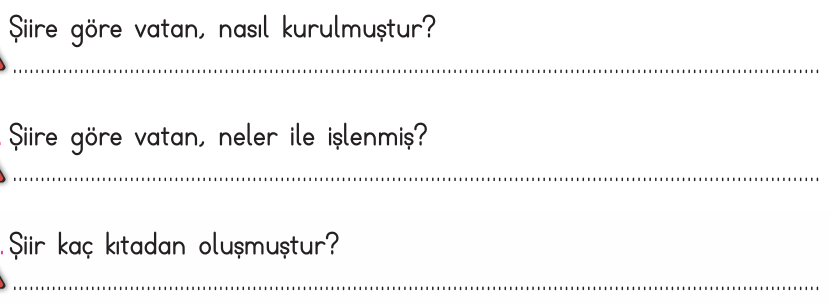 Şiire göre vatan, nasıl kurulmuştur?
Şiire göre vatan, neler ile işlenmiş?
Şiir kaç kıtadan oluşmuştur?